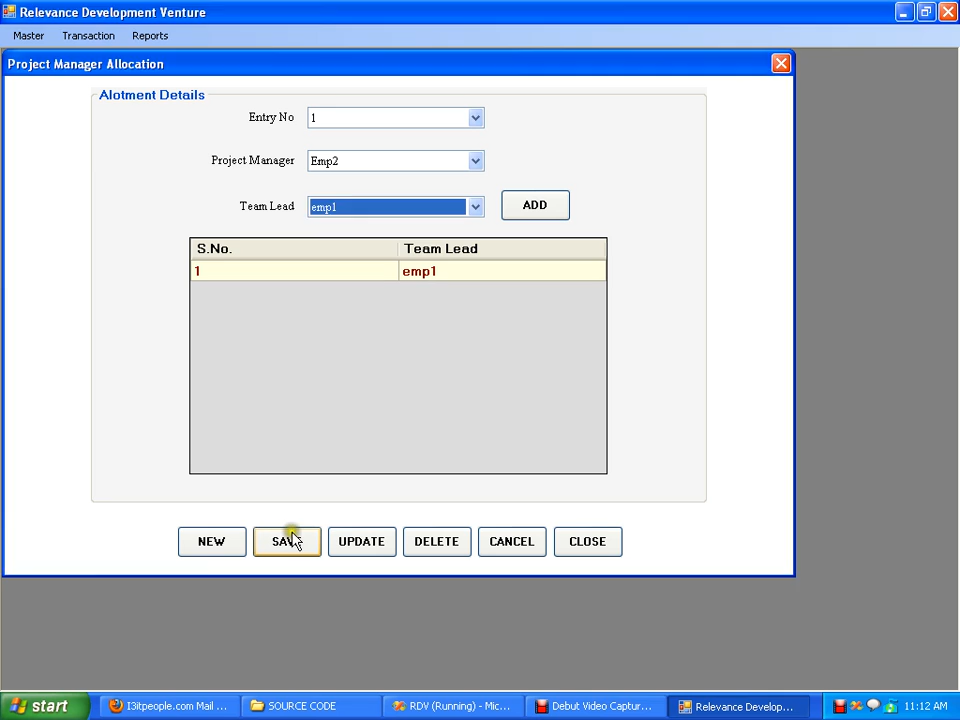 Relevance Development Venture
Master Transaction Reports
Project Manager Allocation
Alotment Details
Entry No 1
Project Manager Emp2
Team Lead emp1 ADD
S.No. Team Lead
1 emp1
NEW UPDATE DELETE CANCEL CLOSE
start I3itpeople.com Mail ... SOURCE CODE RDV (Running) - Mic... Debut Video Captur... Relevance Develop... 11:12 AM